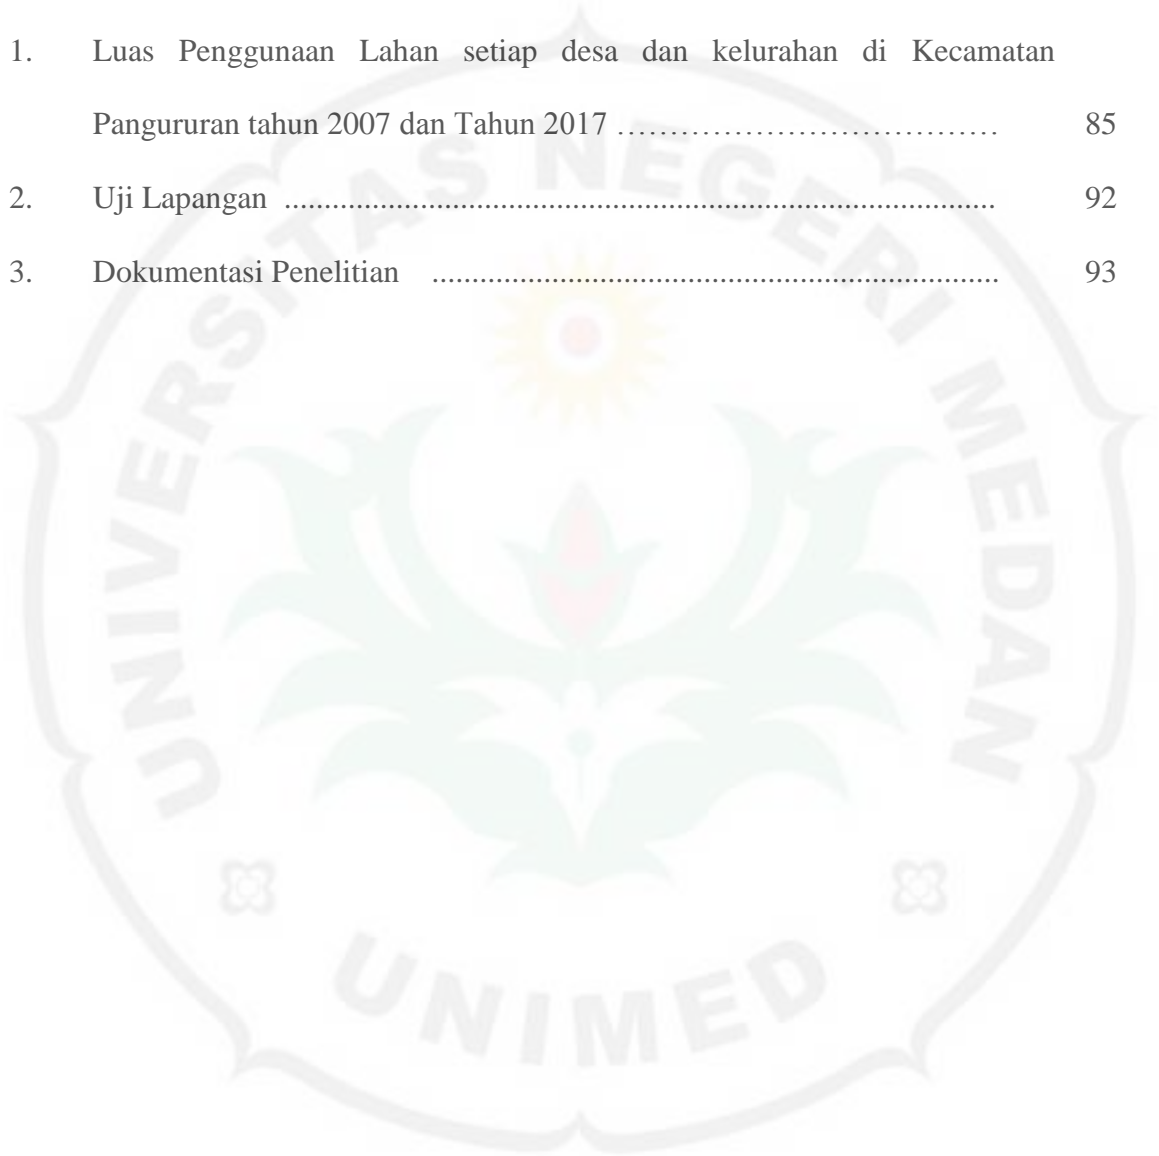 1. Luas Penggunaan Lahan setiap desa dan kelurahan di Kecamatan
Pangururan tahun 2007 dan Tahun 2017 ……………………………… 85
2. Uji Lapangan .......................................................................................... 92
3. Dokumentasi Penelitian ........................................................................ 93
UNIVERSITAS NEGERI MEDAN
UNIMED